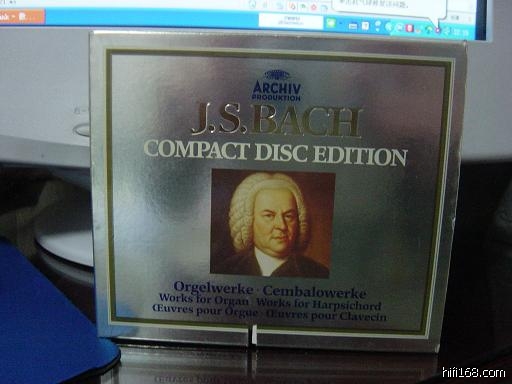 ARCHIV
PRODUKTION
J.S. BACH
COMPACT DISC EDITION
Orgelwerke · Cembalowerke
Works for Organ · Works for Harpsichord
Œuvres pour Orgue · Œuvres pour Clavecin
hifi168.com